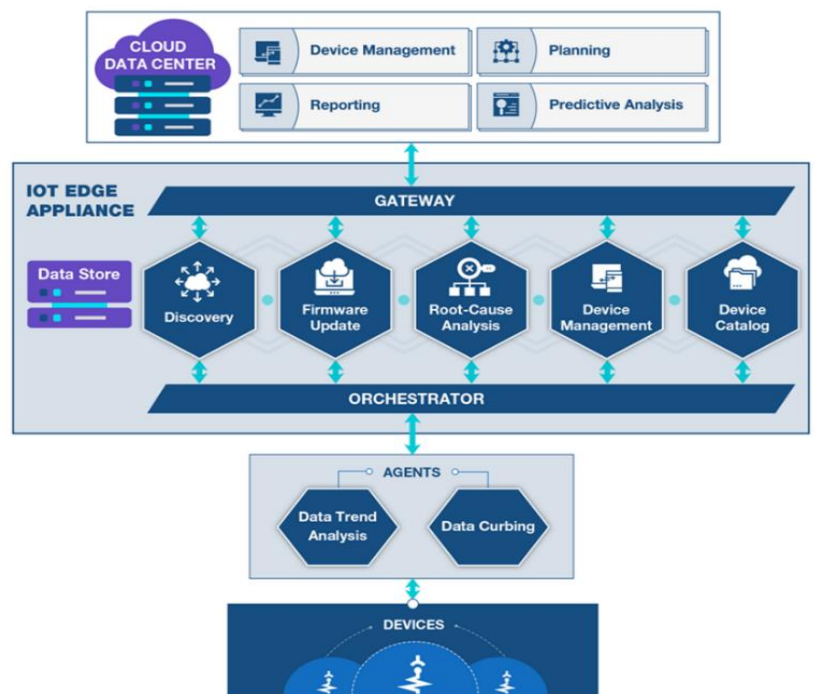 CLOUD
DATA CENTER
Device Management
Planning
Reporting
Predictive Analysis
IOT EDGE
APPLIANCE
GATEWAY
Data Store
Discovery
Firmware
Update
Root-Cause
Analysis
Device
Management
Device
Catalog
ORCHESTRATOR
AGENTS
Data Trend
Analysis
Data Curbing
DEVICES